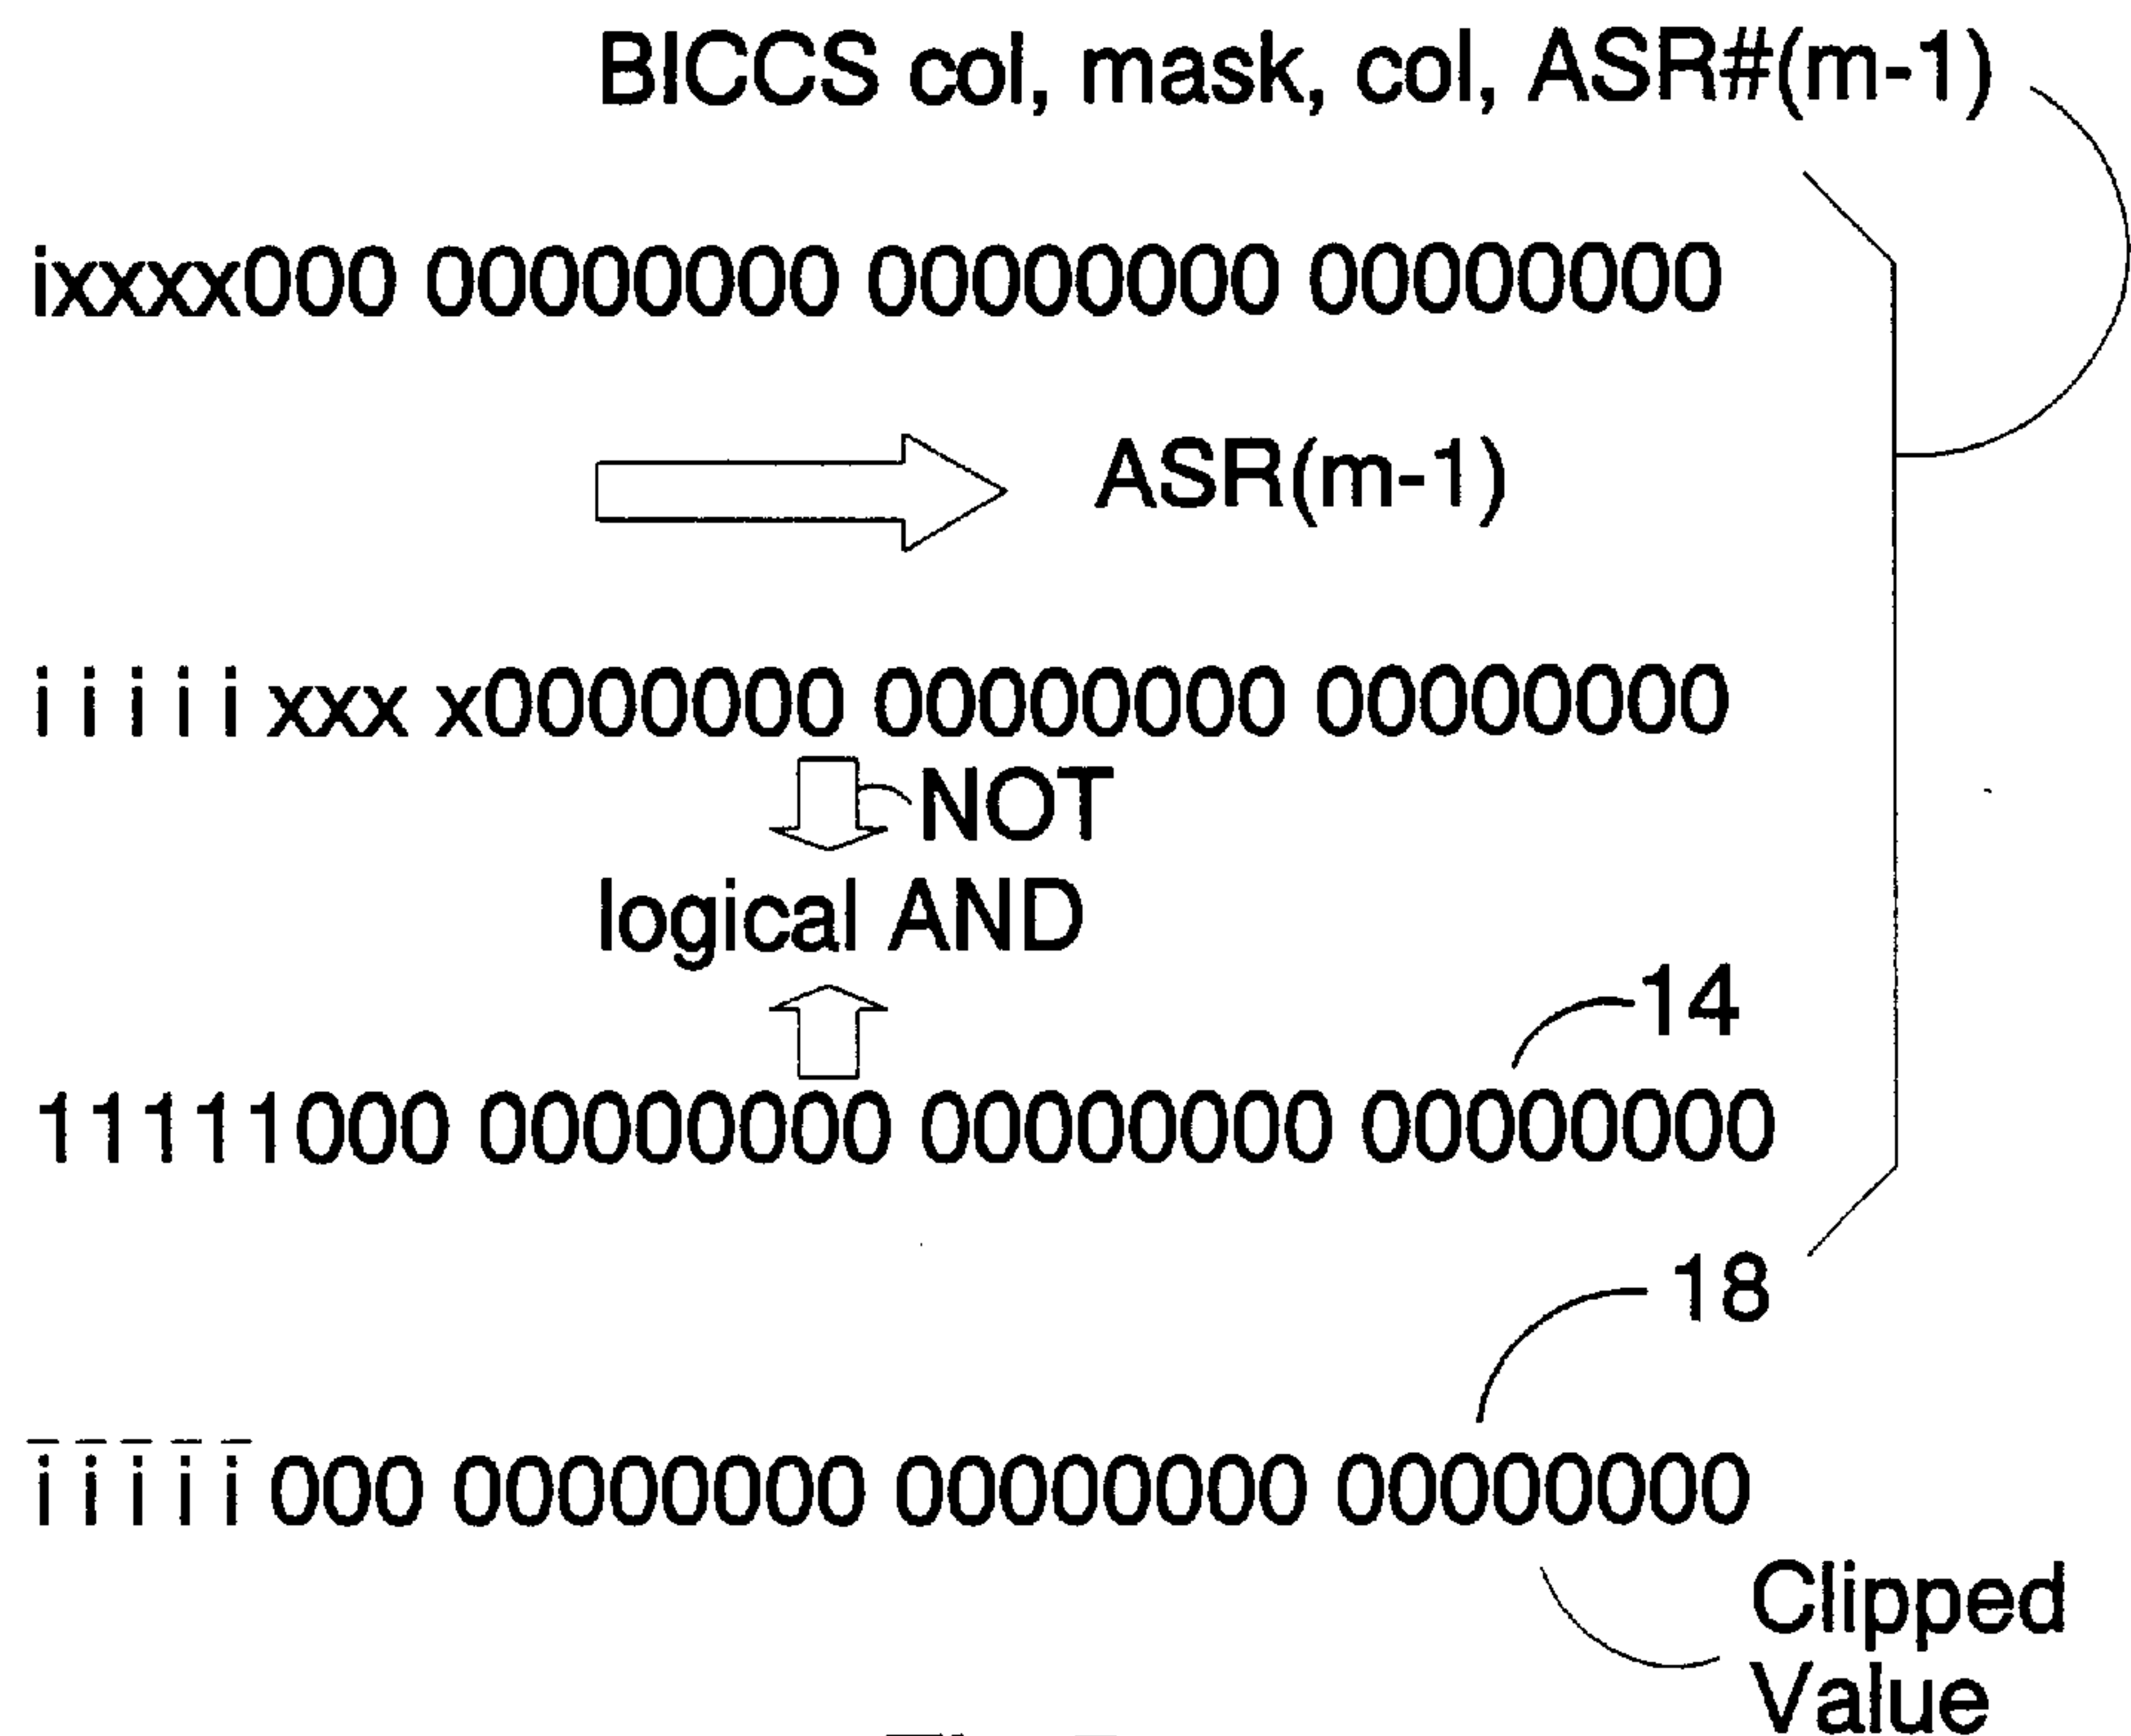 BICCS col, mask, col, ASR#(m-1)
ixxxx000 00000000 00000000 00000000
ASR(m-1)
i i i i i xxx x0000000 00000000 00000000
NOT
logical AND
14
11111000 00000000 00000000 00000000
18
i̅ i̅ i̅ i̅ i̅ 000 00000000 00000000 00000000
Clipped
Value